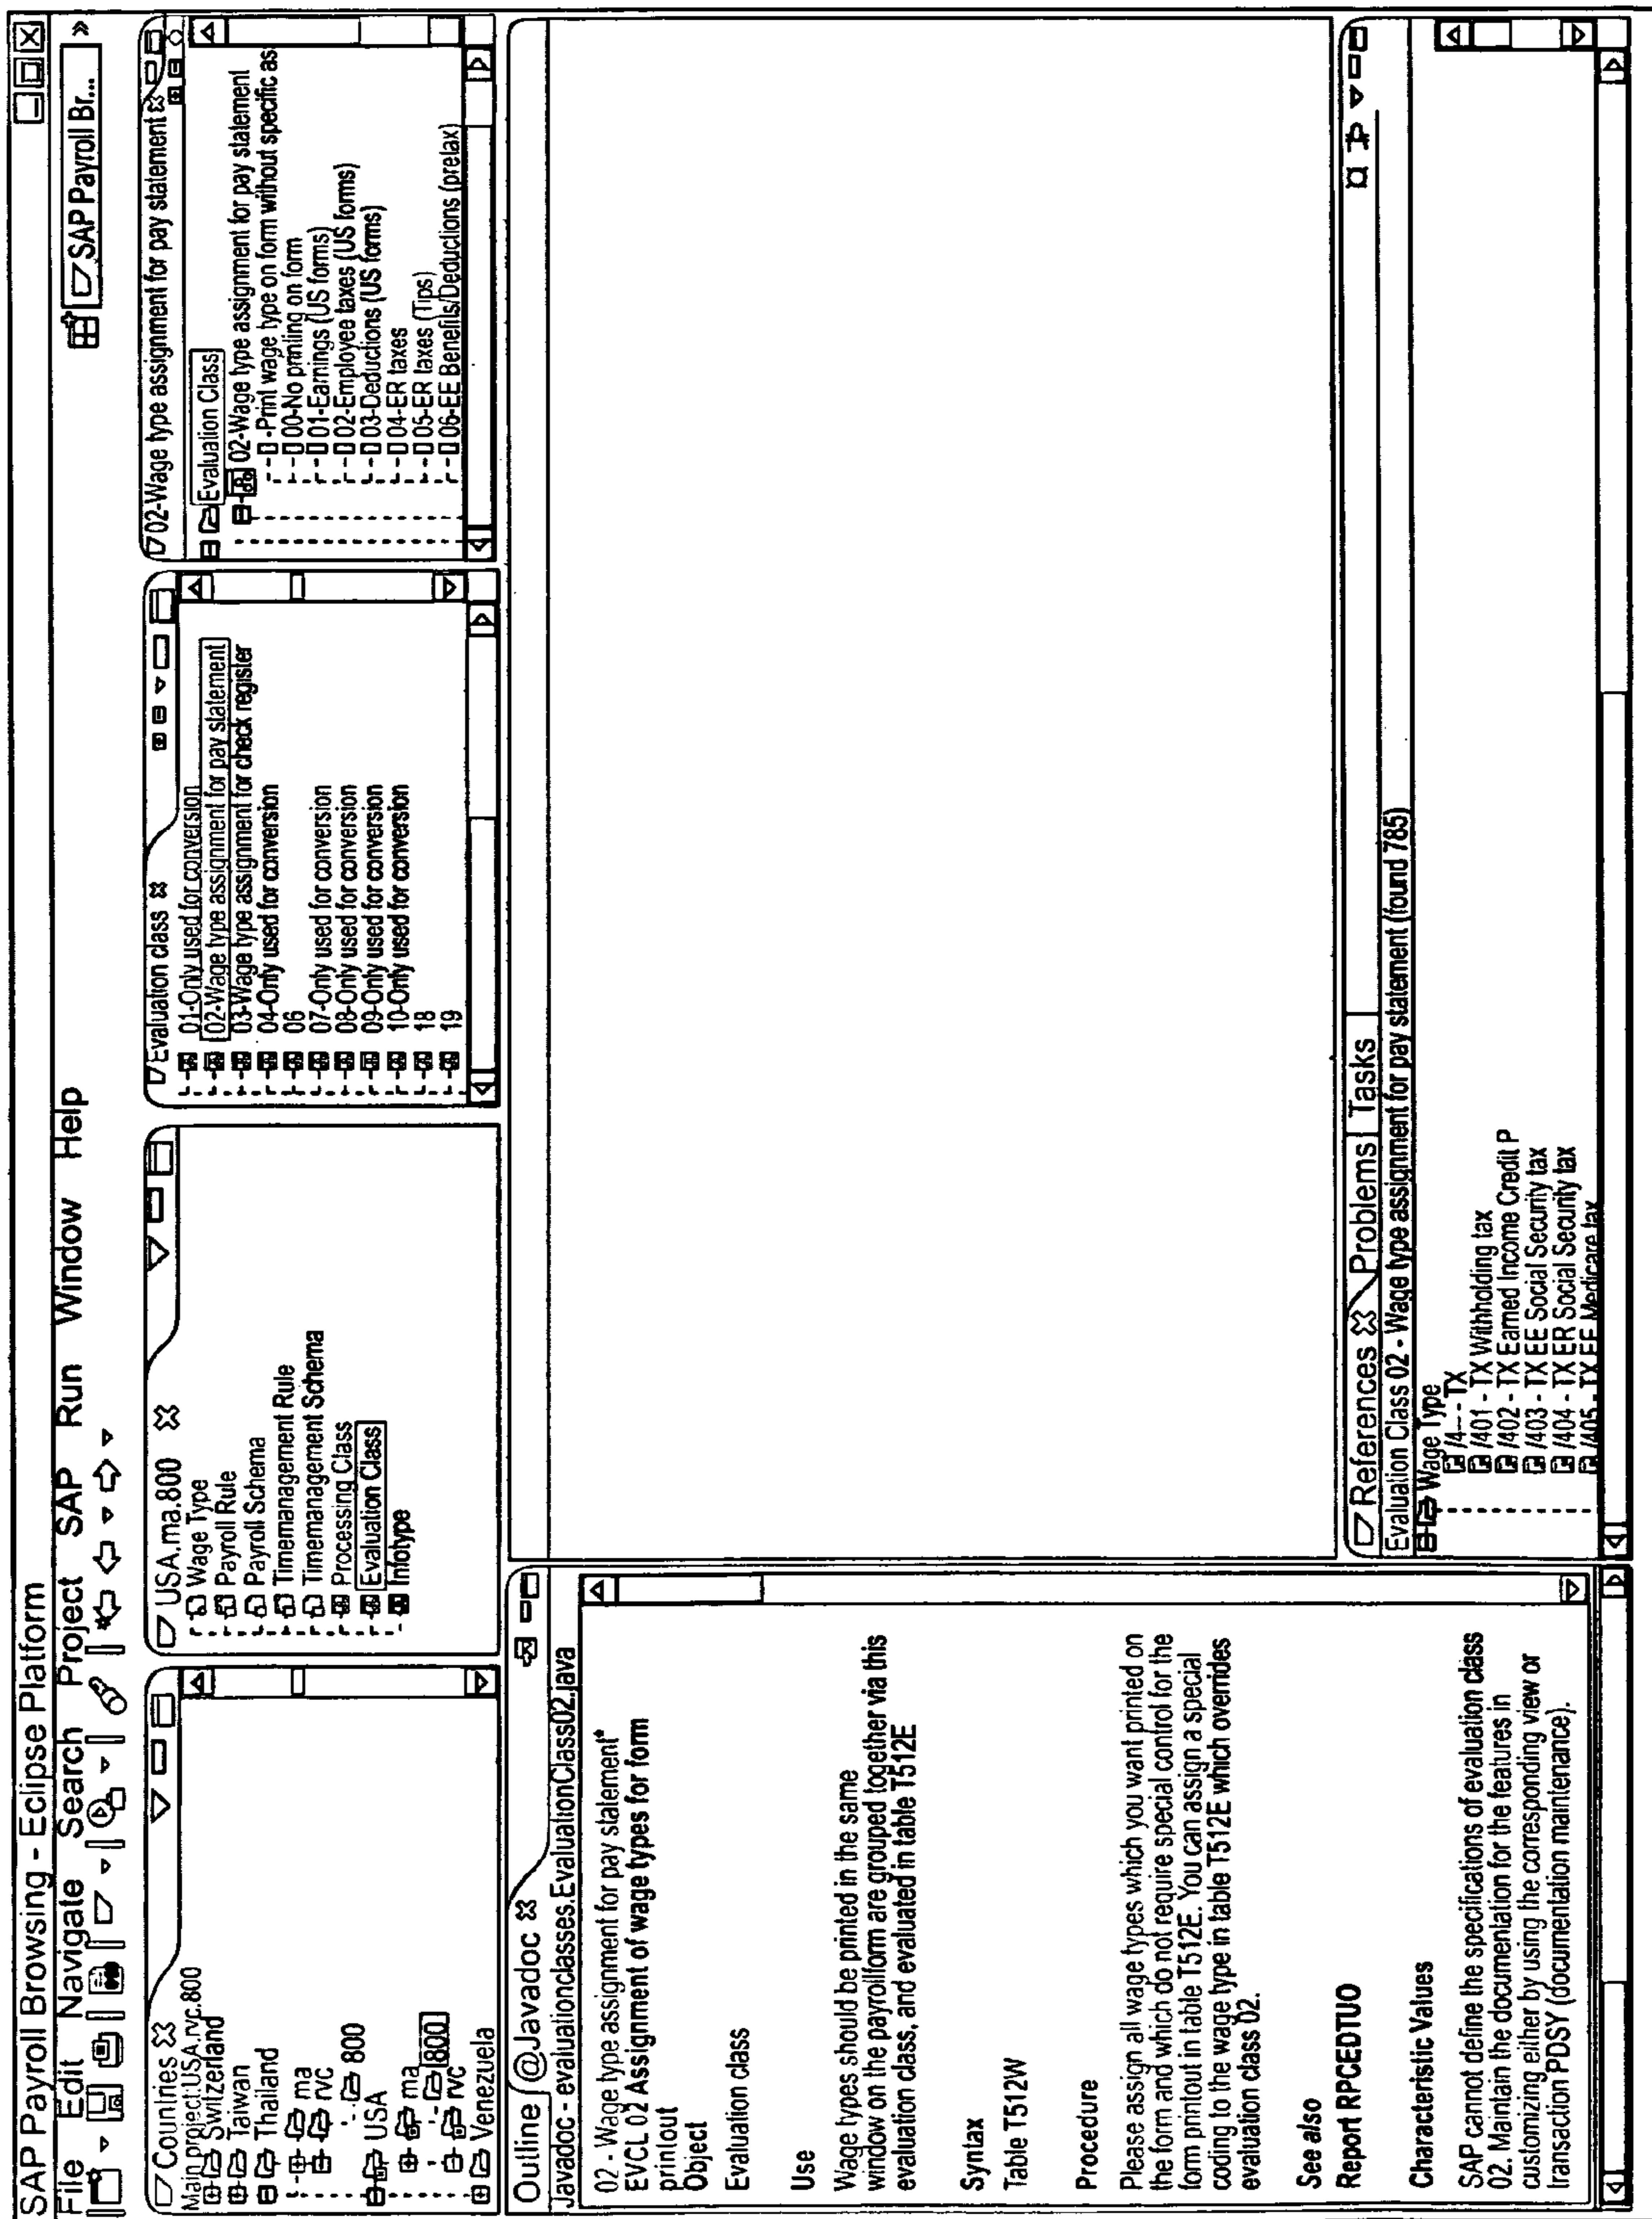 SAP Payroll Browsing - Eclipse Platform
File Edit Navigate Search Project SAP Run Window Help
SAP Payroll Br... »
Countries
Main project:USA.rvc.800
Switzerland
Taiwan
Thailand
ma
rvc
800
USA
ma
800
rvc
Venezuela
USA.ma.800
Wage Type
Payroll Rule
Payroll Schema
Timemanagement Rule
Timemanagement Schema
Processing Class
Evaluation Class
Infotype
Evaluation class
01-Only used for conversion
02-Wage type assignment for pay statement
03-Wage type assignment for check register
04-Only used for conversion
06
07-Only used for conversion
08-Only used for conversion
09-Only used for conversion
10-Only used for conversion
18
19
02-Wage type assignment for pay statement
Evaluation Class
02-Wage type assignment for pay statement
-Print wage type on form without specific as
00-No prnnling on form
01-Earnings (US forms)
02-Employee taxes (US forms)
03-Deductions (US forms)
04-ER taxes
05-ER taxes (Tips)
06-EE Benefits/Deductions (prelax)
Outline @Javadoc
Javadoc - evaluationclasses.EvaluationClass02.java
02 - Wage type assignment for pay statement*
EVCL 02 Assignment of wage types for form
printout
Object
Evaluation class
Use
Wage types should be printed in the same
window on the payrollform are grouped together via this
evaluation class, and evaluated in table T512E
Syntax
Table T512W
Procedure
Please assign all wage types which you want printed on
the form and which do not require special control for the
form printout in table T512E. You can assign a special
coding to the wage type in table T512E which overrides
evaluation class 02.
See also
Report RPCEDTUO
Characteristic Values
SAP cannot define the specifications of evaluation class
02. Maintain the documentation for the features in
customizing either by using the corresponding view or
transaction PDSY (documentation maintenance).
References Problems Tasks
Evaluation Class 02 - Wage type assignment for pay statement (found 785)
Wage Type
/4-- - TX
/401 - TX Withholding tax
/402 - TX Earned Income Credit P
/403 - TX EE Social Security tax
/404 - TX ER Social Security tax
/405 - TX EE Medicare tax